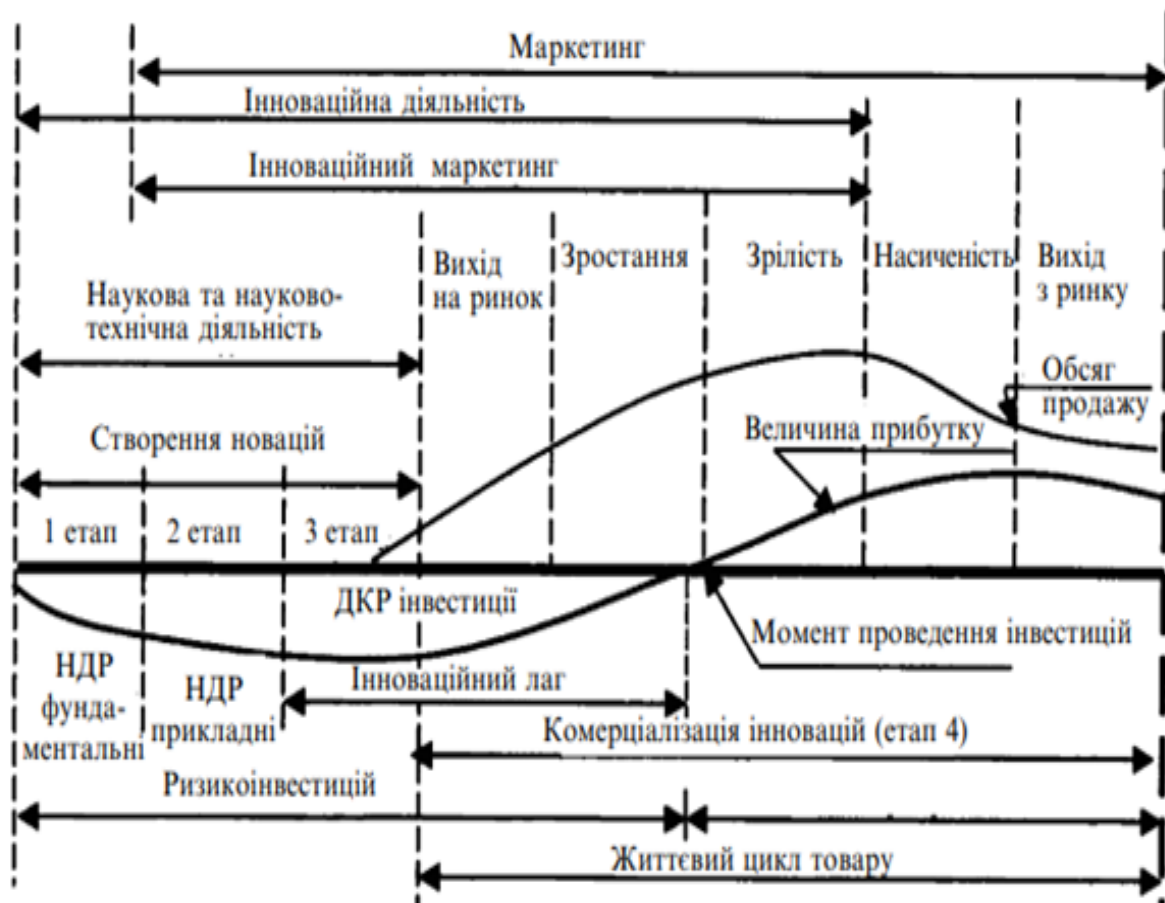 Маркетинг
Інноваційна діяльність
Інноваційний маркетинг
Наукова та науково-
технічна діяльність
Вихід
на ринок
Зростання
Зрілість
Насиченість
Вихід
з ринку
Обсяг
продажу
Створення новацій
Величина прибутку
1 етап
2 етап
3 етап
ДКР інвестиції
Момент проведення інвестицій
НДР
фунда-
ментальні
НДР
прикладні
Інноваційний лаг
Комерціалізація інновацій (етап 4)
Ризикоінвестицій
Життєвий цикл товару